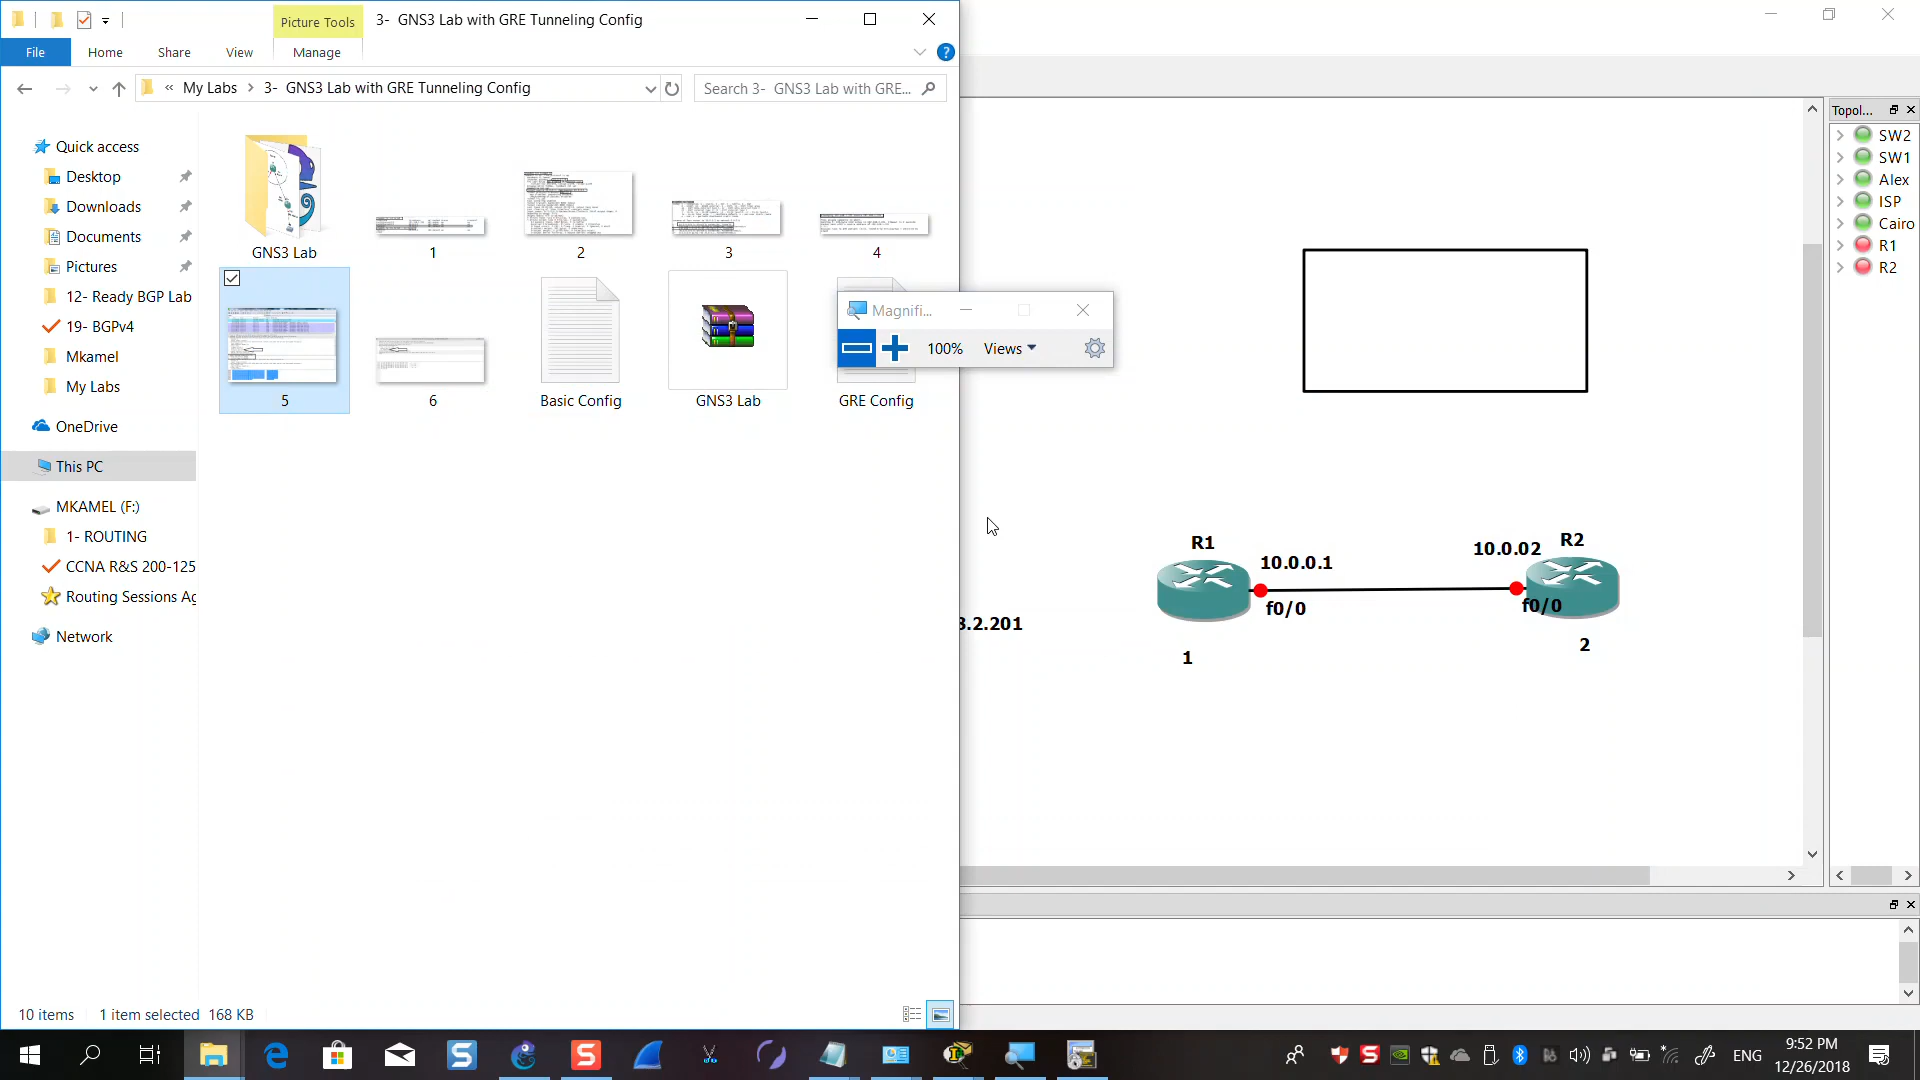 Picture Tools
3-  GNS3 Lab with GRE Tunneling Config
File
Home
Share
View
Manage
« My Labs > 3-  GNS3 Lab with GRE Tunneling Config
Search 3-  GNS3 Lab with GRE...
Quick access
Desktop
Downloads
Documents
Pictures
12- Ready BGP Lab
19- BGPv4
Mkamel
My Labs
OneDrive
This PC
MKAMEL (F:)
1- ROUTING
CCNA R&S 200-125
Routing Sessions Ag
Network
GNS3 Lab
1
2
3
4
5
6
Basic Config
GNS3 Lab
GRE Config
10 items
1 item selected
168 KB
Magnifi...
100%
Views
3.2.201
R1
10.0.0.1
f0/0
1
10.0.02
R2
f0/0
2
Topol...
SW2
SW1
Alex
ISP
Cairo
R1
R2
ENG
9:52 PM
12/26/2018